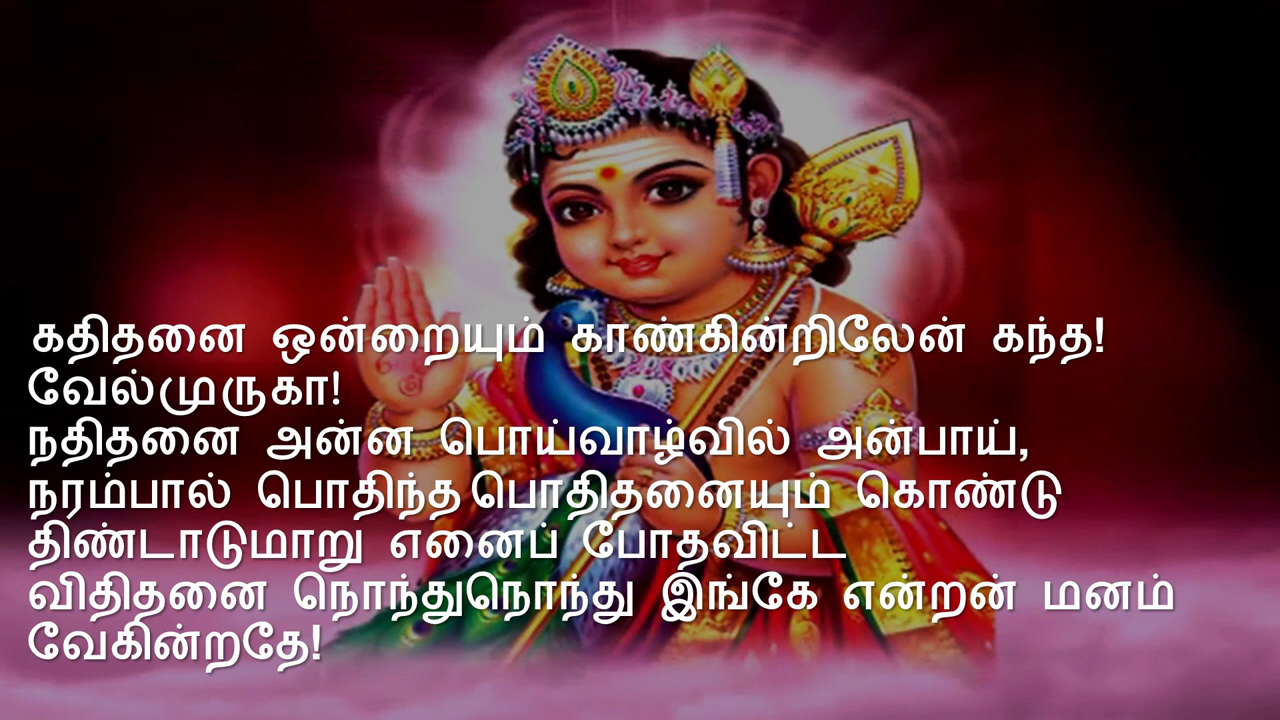 கதிதனை ஒன்றையும் காண்கின்றிலேன் கந்த!
வேல்முருகா!
நதிதனை அன்ன பொய்வாழ்வில் அன்பாய்,
நரம்பால் பொதிந்த பொதிதனையும் கொண்டு
திண்டாடுமாறு எனைப் போதவிட்ட
விதிதனை நொந்துநொந்து இங்கே என்றன் மனம்
வேகின்றதே!